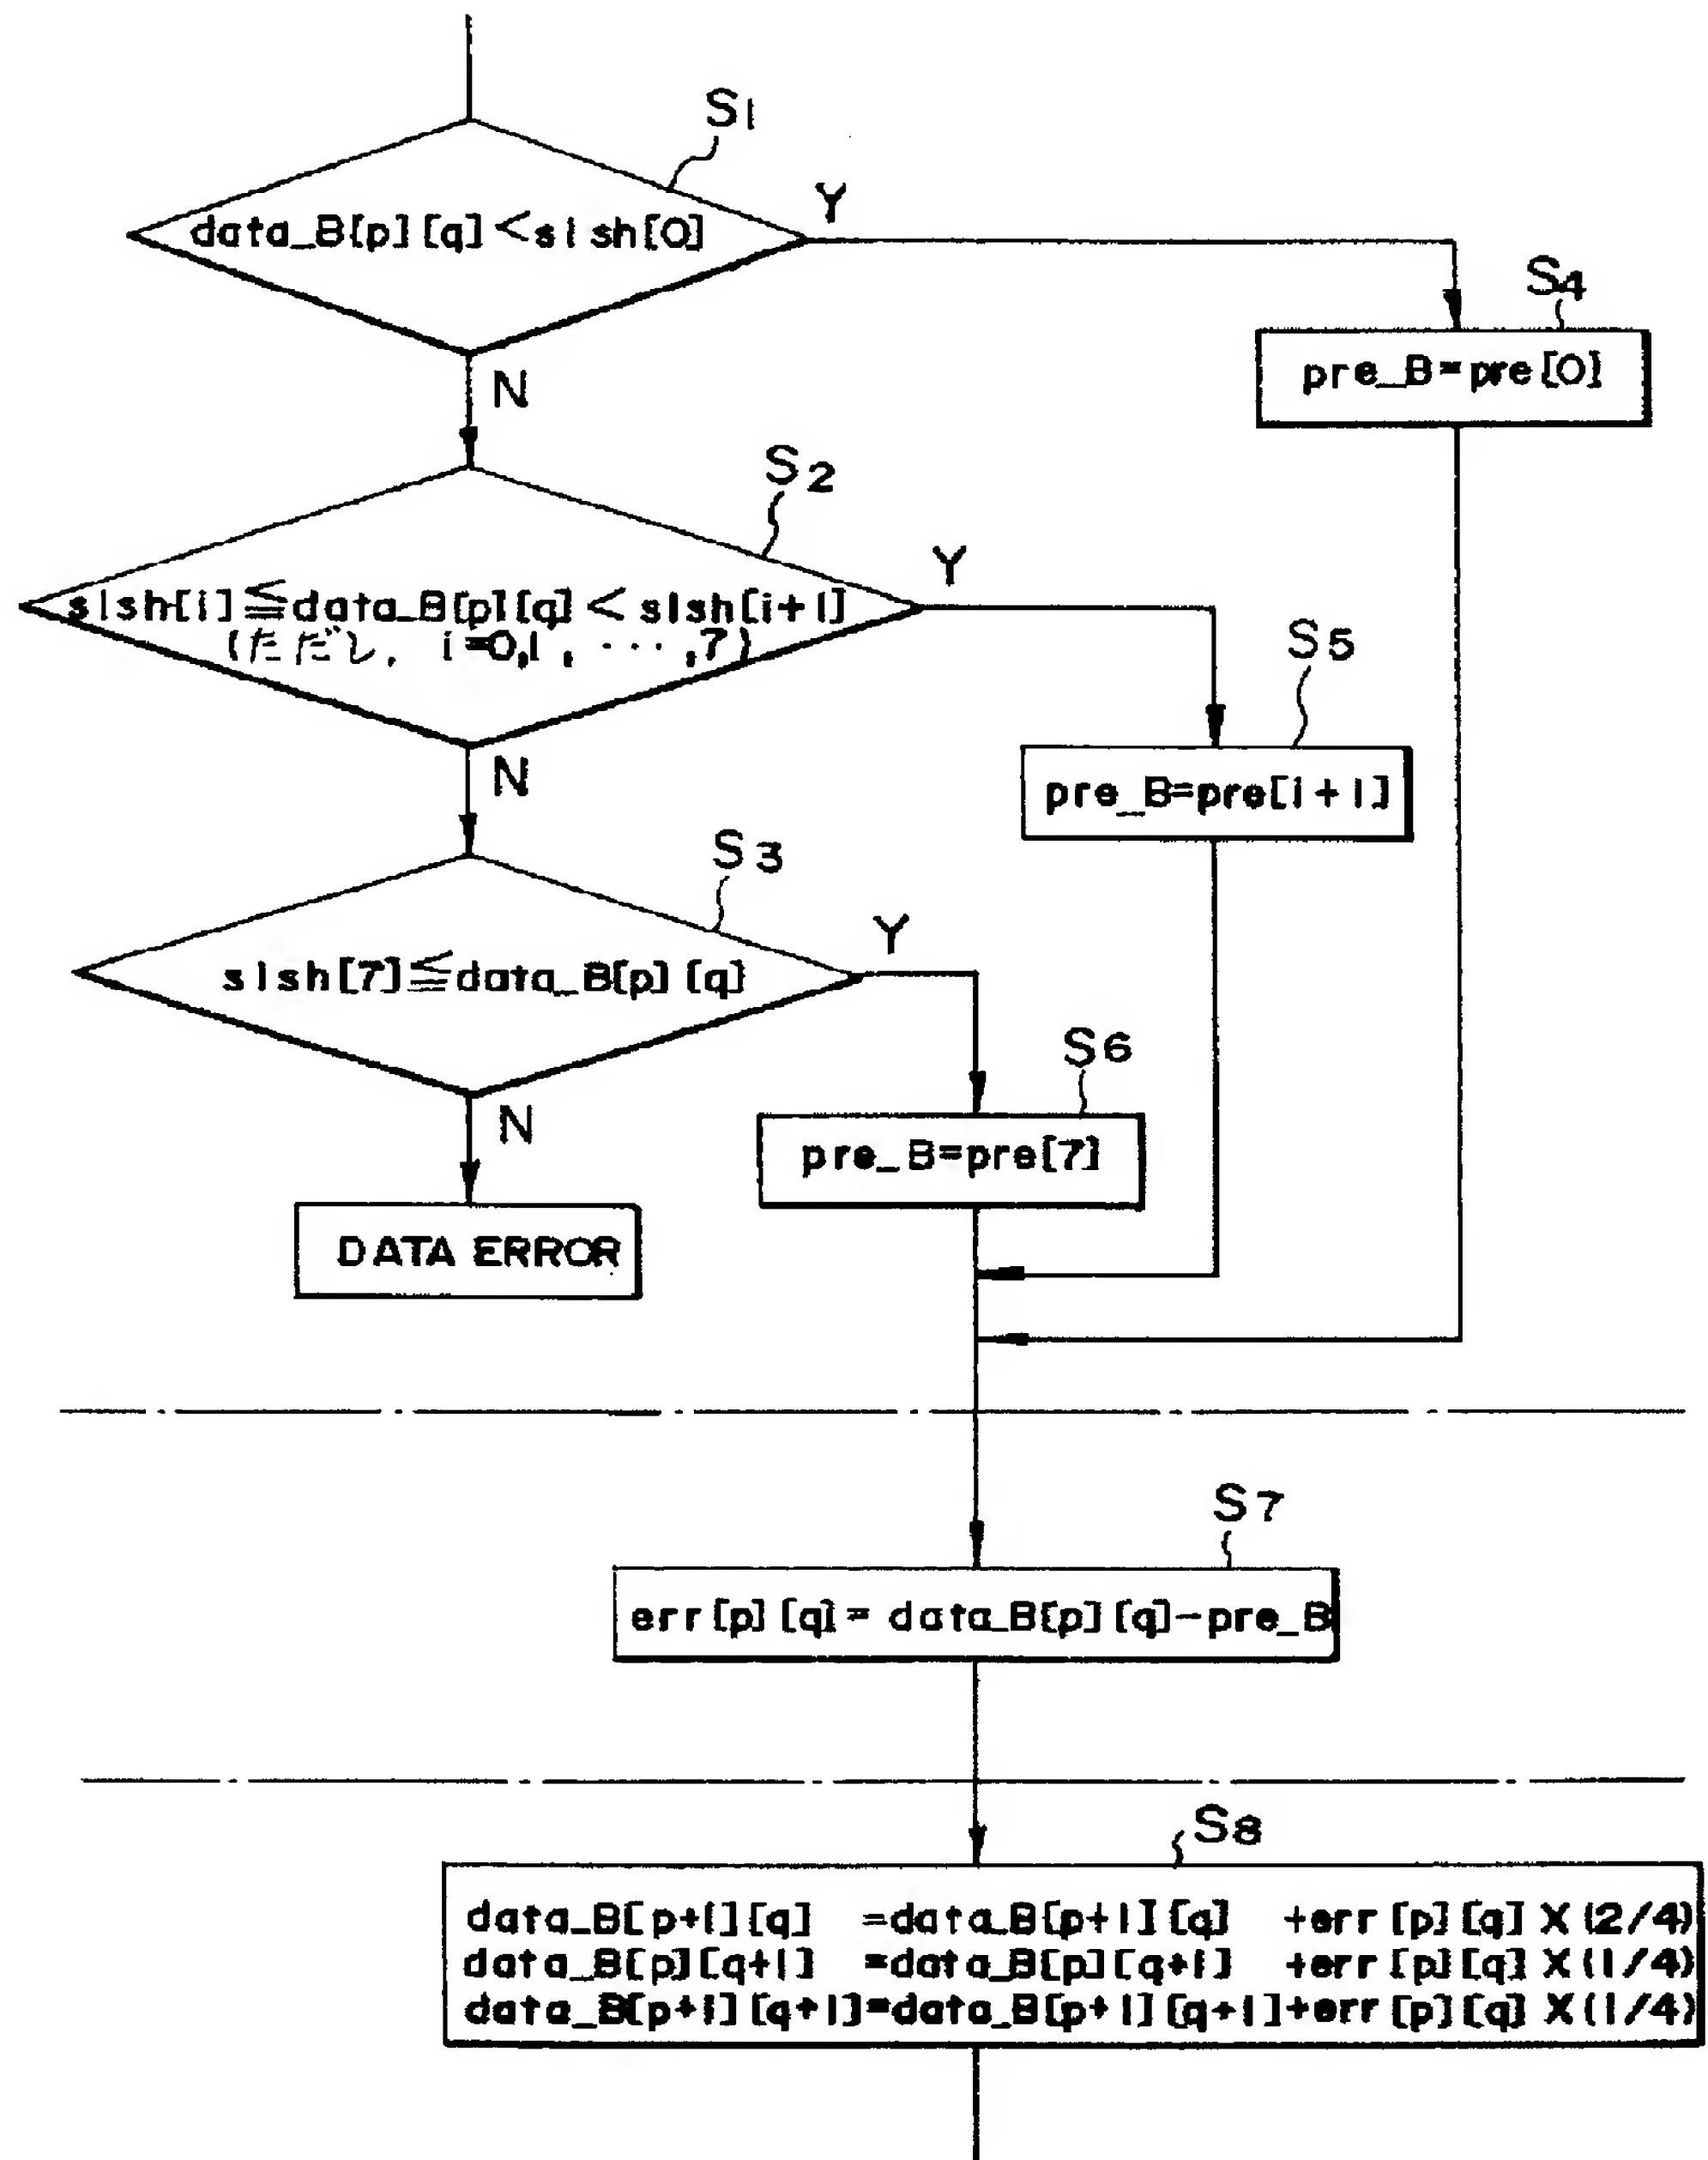 S1
data_B[p][q]<slsh[0]
Y
S4
pre_B=pre[0]
N
S2
slsh[i]≦data_B[p][q]<slsh[i+1]
(ただし, i=0,1, ···,7)
Y
S5
pre_B=pre[i+1]
N
S3
slsh[7]≦data_B[p][q]
Y
S6
pre_B=pre[7]
N
DATA ERROR
S7
err[p][q]=data_B[p][q]-pre_B
S8
data_B[p+1][q] =data_B[p+1][q] +err[p][q]X(2/4)
data_B[p][q+1] =data_B[p][q+1] +err[p][q]X(1/4)
data_B[p+1][q+1]=data_B[p+1][q+1]+err[p][q]X(1/4)